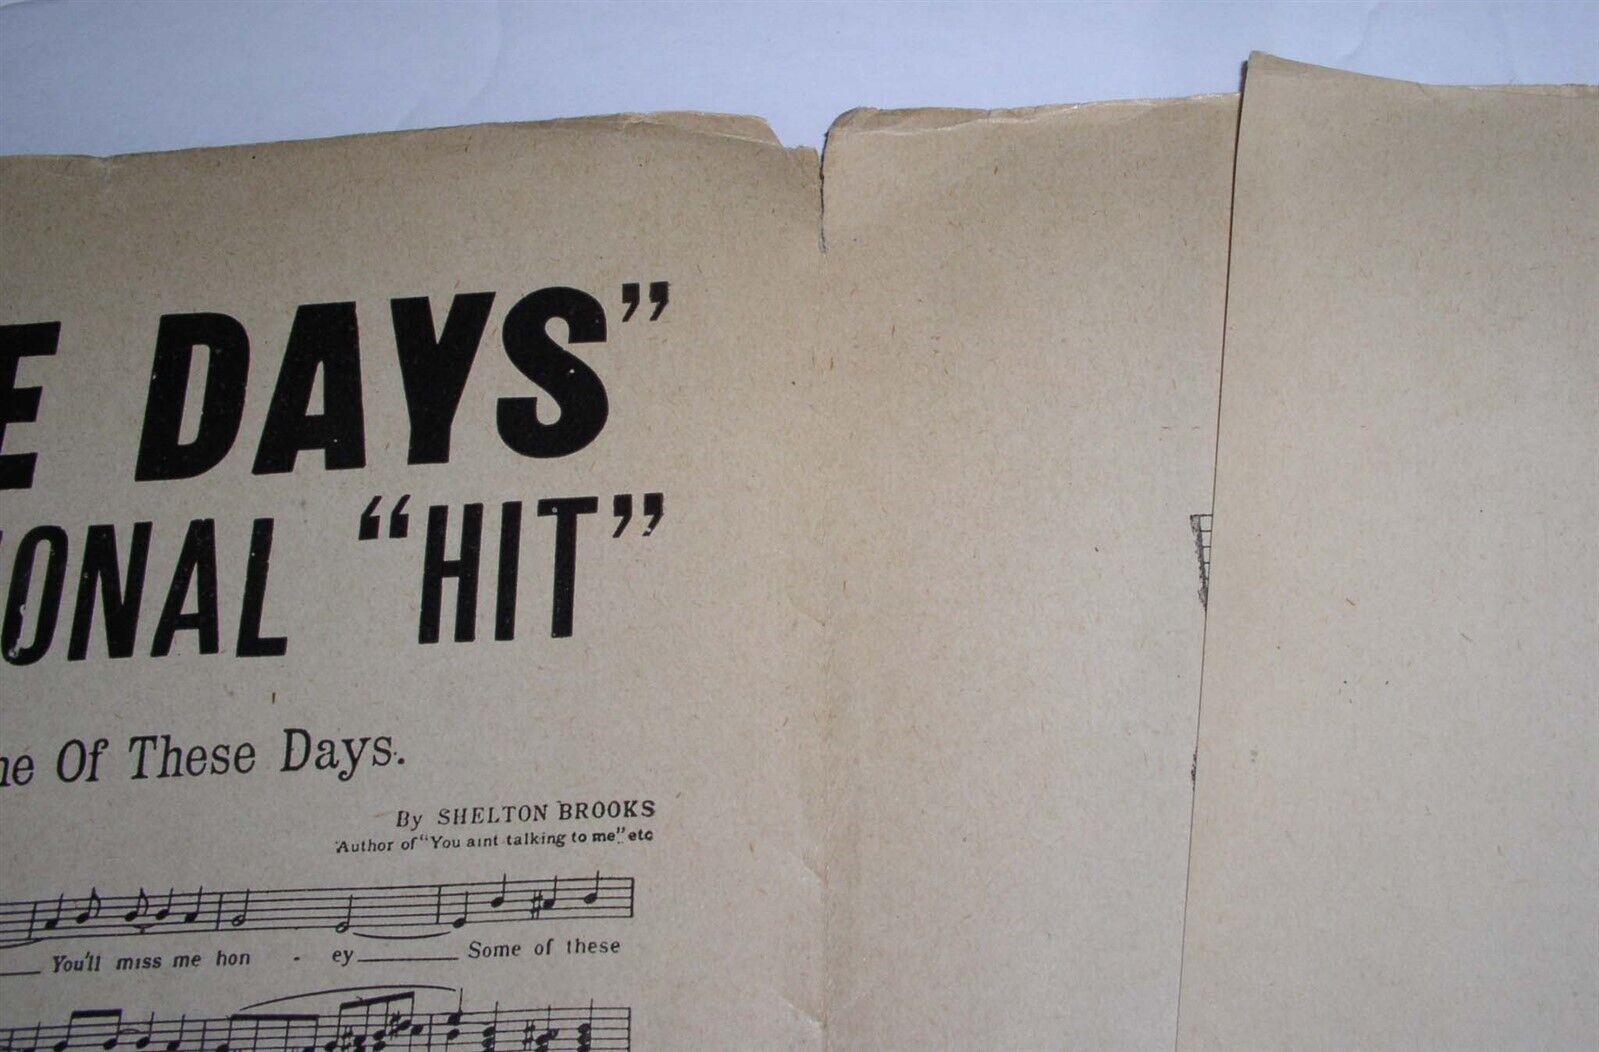 E DAYS”
IONAL “HIT”
ne Of These Days.
By SHELTON BROOKS
Author of “You aint talking to me”. etc
You'll miss me hon - ey Some of these